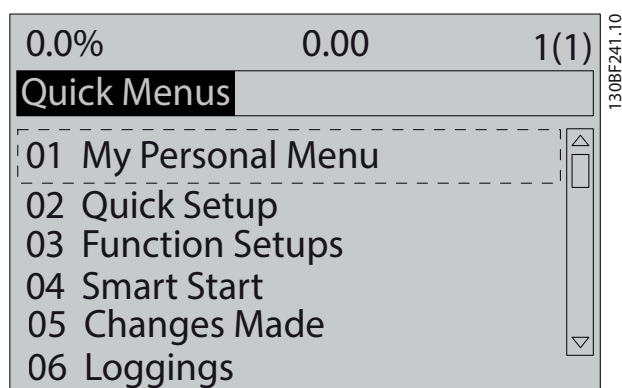 0.0% 0.00 1(1)
Quick Menus
01 My Personal Menu
02 Quick Setup
03 Function Setups
04 Smart Start
05 Changes Made
06 Loggings
130BF241.10